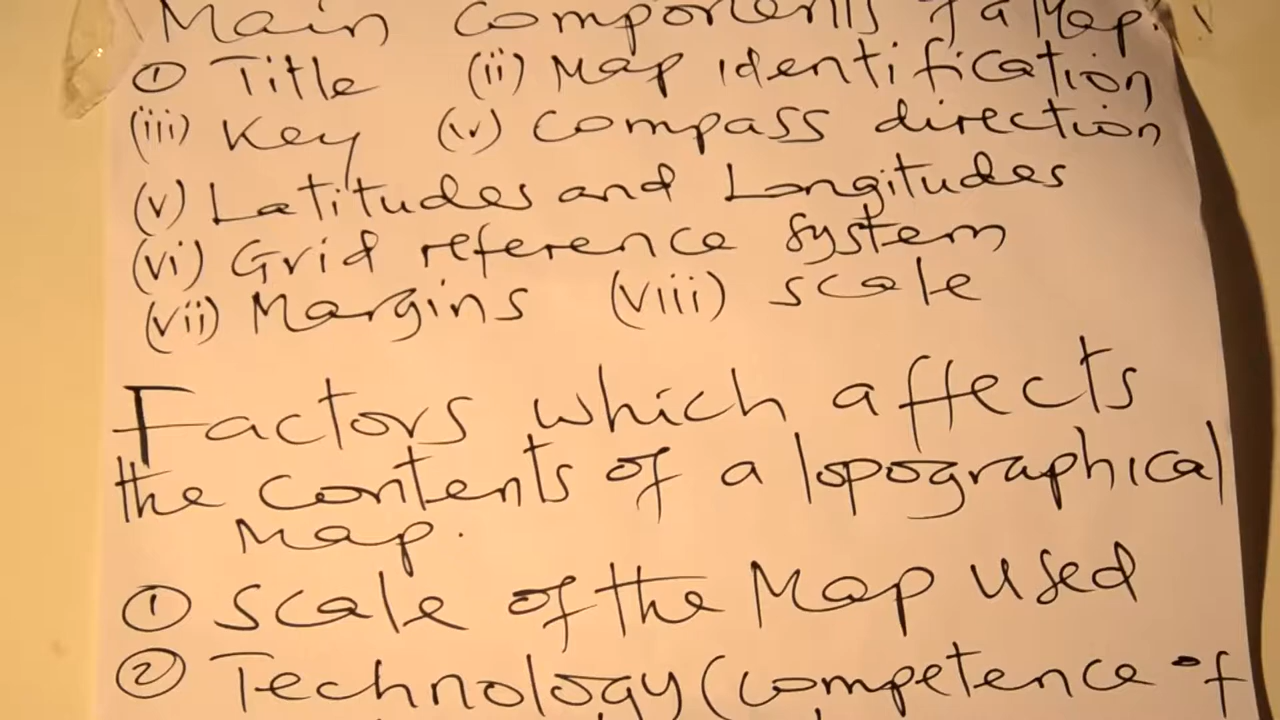 Main Components of a Map.
① Title (ii) Map identification
(iii) Key (iv) Compass direction
(v) Latitudes and Longitudes
(vi) Grid reference System
(vii) Margins (viii) scale
Factors which affects
the contents of a Topographical
Map.
① Scale of the Map used
② Technology (competence of